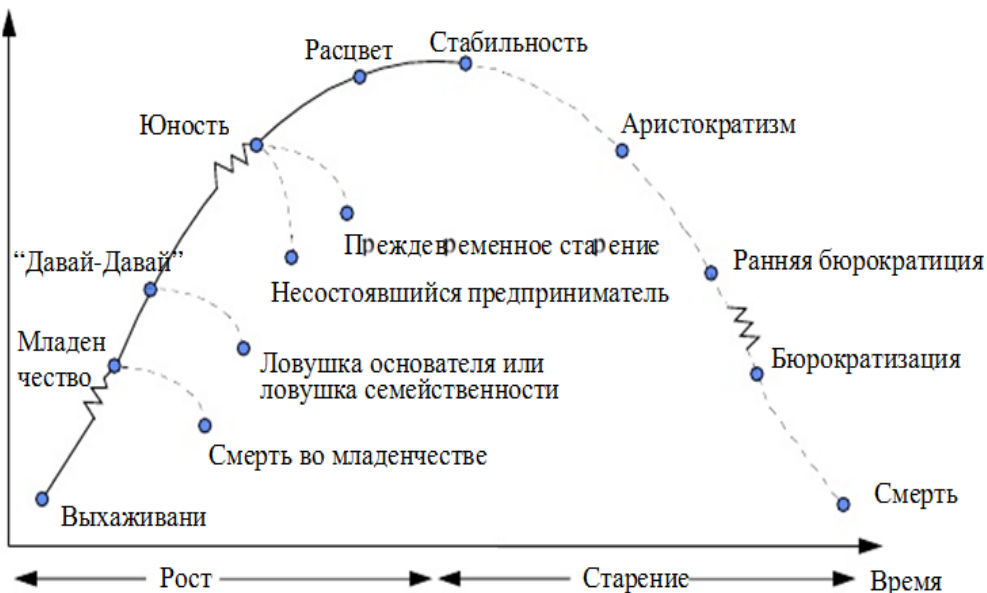 Расцвет
Стабильность
Юность
Аристократизм
Преждевременное старение
“Давай-Давай”
Ранняя бюрократиция
Несостоявшийся предприниматель
Младен
чество
Ловушка основателя или
ловушка семейственности
Бюрократизация
Смерть во младенчестве
Смерть
Выхаживани
Рост
Старение
Время